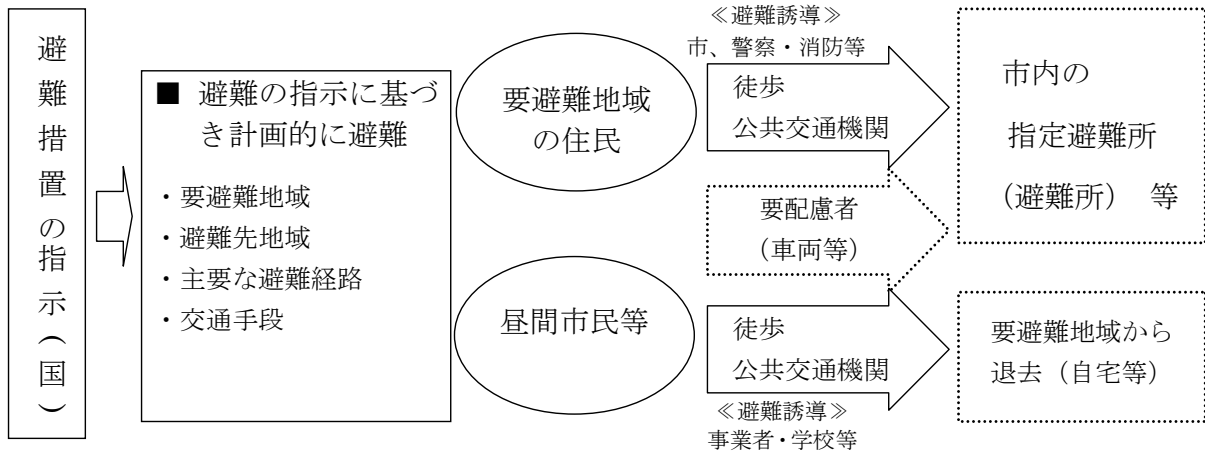 避難措置の指示（国）
■ 避難の指示に基づ
き計画的に避難
・要避難地域
・避難先地域
・主要な避難経路
・交通手段
要避難地域
の住民
昼間市民等
≪避難誘導≫
市、警察・消防等
徒歩
公共交通機関
要配慮者
（車両等）
徒歩
公共交通機関
≪避難誘導≫
事業者・学校等
市内の
指定避難所
（避難所） 等
要避難地域から
退去（自宅等）